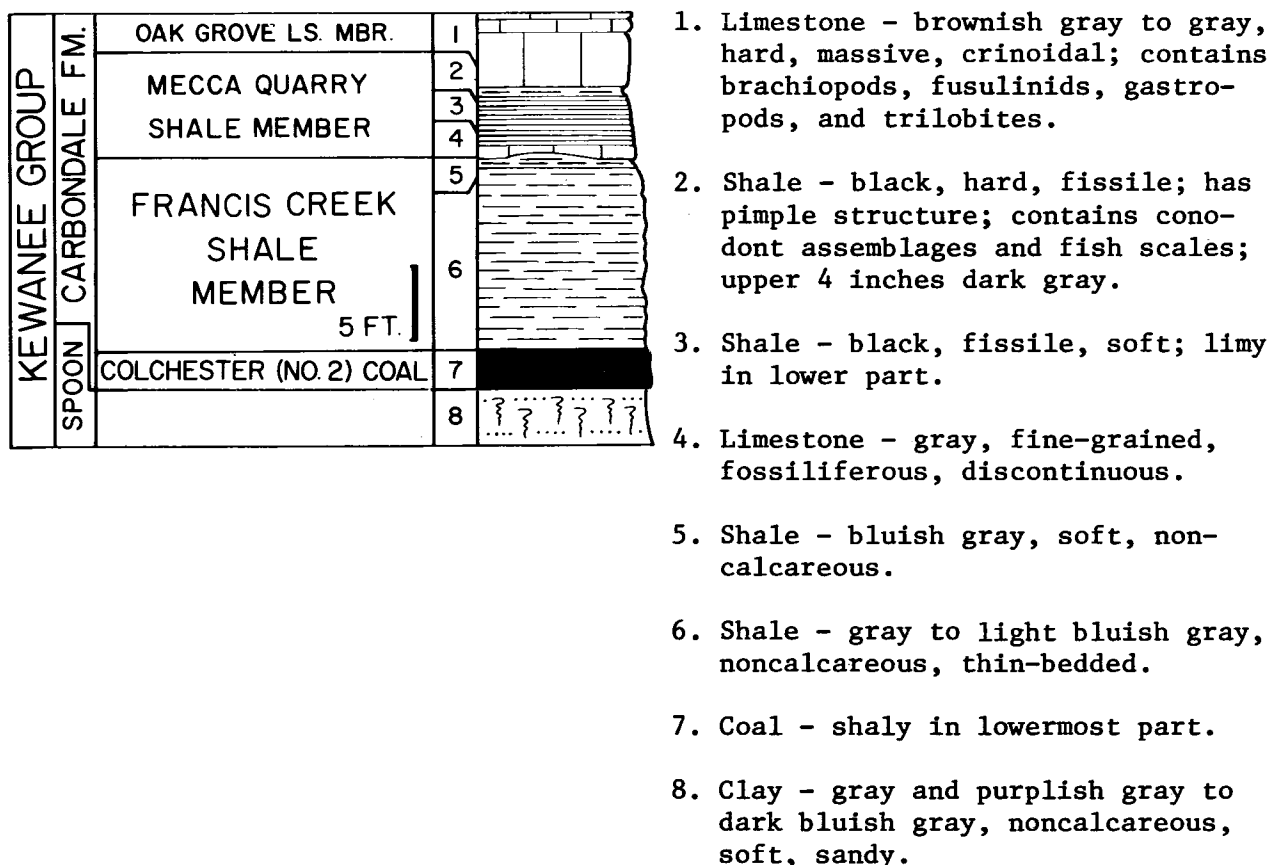 KEWANEE GROUP
SPOON
CARBONDALE FM.
OAK GROVE LS. MBR.
1
MECCA QUARRY
SHALE MEMBER
2
3
4
FRANCIS CREEK
SHALE
MEMBER
5 FT.
5
6
COLCHESTER (NO. 2) COAL
7
8
1. Limestone - brownish gray to gray,
hard, massive, crinoidal; contains
brachiopods, fusulinids, gastro-
pods, and trilobites.
2. Shale - black, hard, fissile; has
pimple structure; contains cono-
dont assemblages and fish scales;
upper 4 inches dark gray.
3. Shale - black, fissile, soft; limy
in lower part.
4. Limestone - gray, fine-grained,
fossiliferous, discontinuous.
5. Shale - bluish gray, soft, non-
calcareous.
6. Shale - gray to light bluish gray,
noncalcareous, thin-bedded.
7. Coal - shaly in lowermost part.
8. Clay - gray and purplish gray to
dark bluish gray, noncalcareous,
soft, sandy.